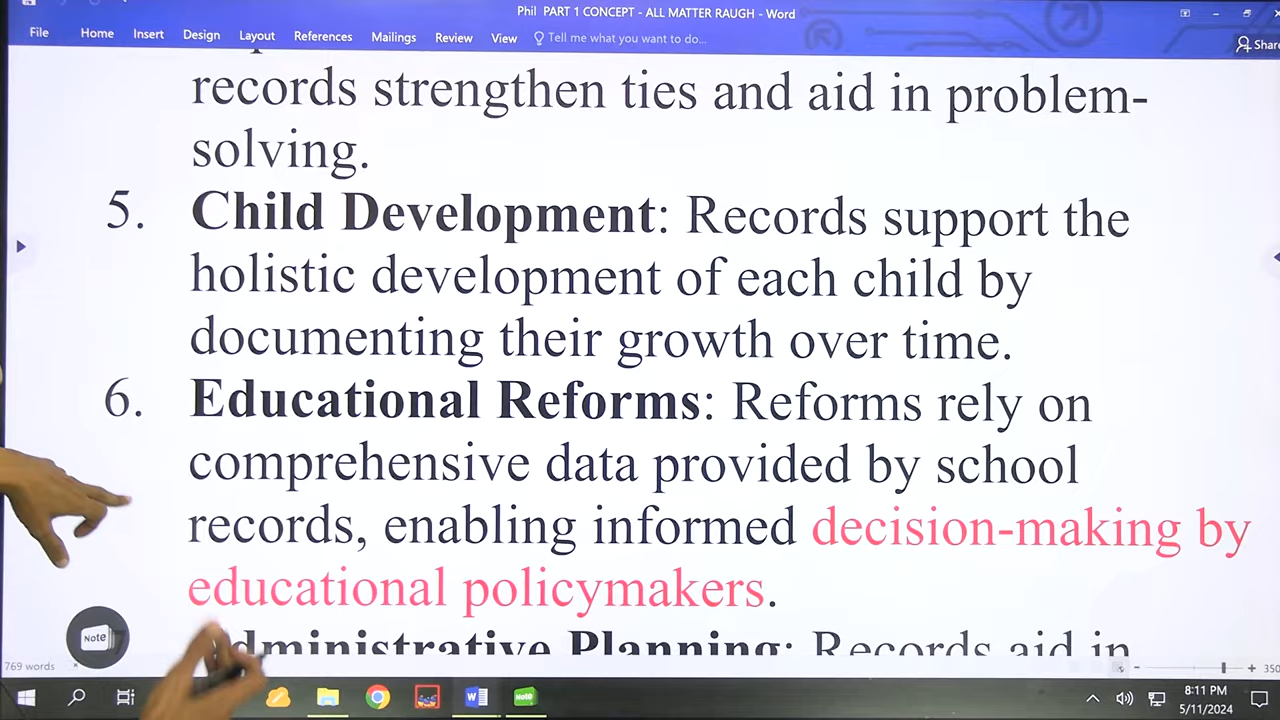 Phil PART 1 CONCEPT - ALL MATTER RAUGH - Word
File Home Insert Design Layout References Mailings Review View Tell me what you want to do... Share
records strengthen ties and aid in problem-
solving.
5. Child Development: Records support the
holistic development of each child by
documenting their growth over time.
6. Educational Reforms: Reforms rely on
comprehensive data provided by school
records, enabling informed decision-making by
educational policymakers.
Administrative Planning: Records aid in
Note
769 words
350
Note
8:11 PM
5/11/2024